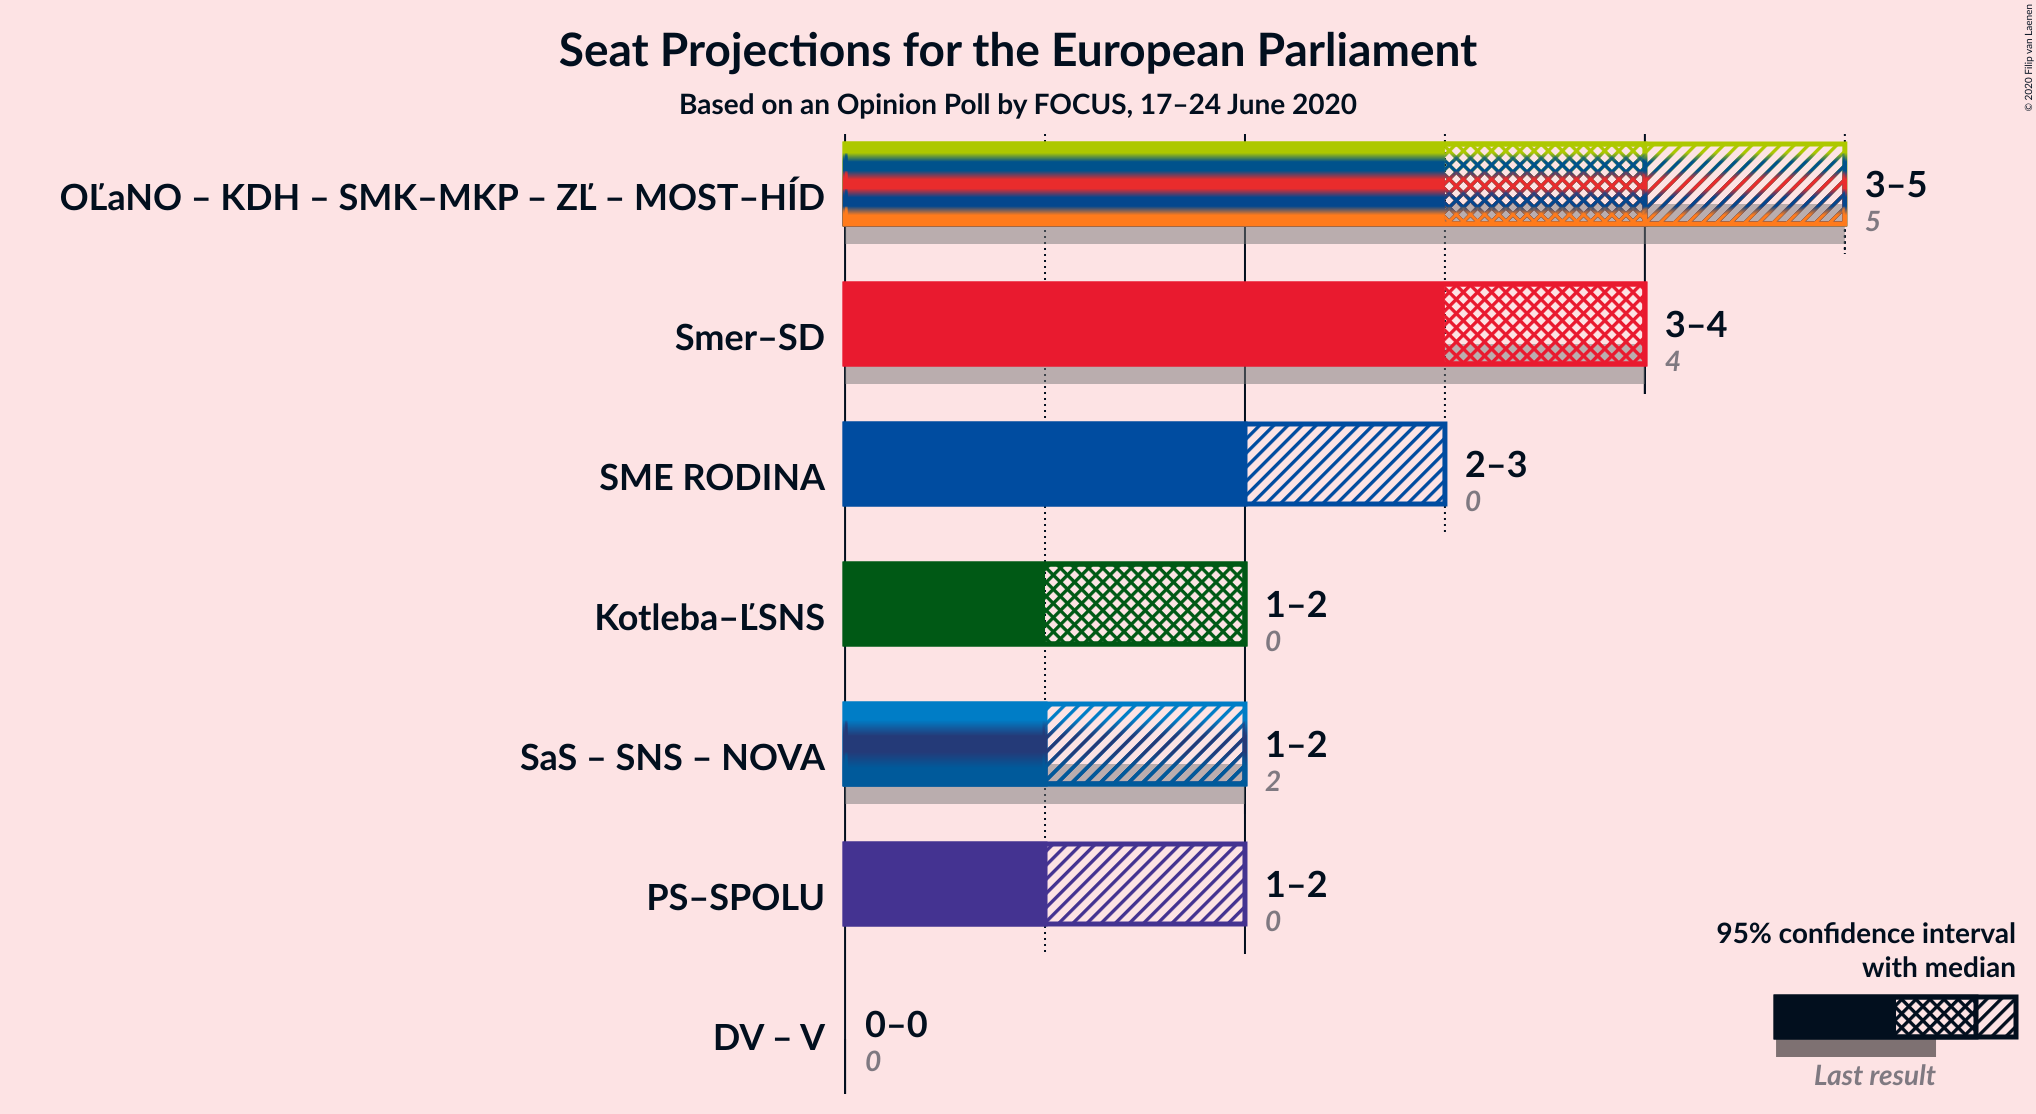 Seat Projections for the European Parliament
Based on an Opinion Poll by FOCUS, 17–24 June 2020
© 2020 Filip van Laenen
OĽaNO – KDH – SMK–MKP – ZĽ – MOST–HÍD
3–5
5
Smer–SD
3–4
4
SME RODINA
2–3
0
Kotleba–ĽSNS
1–2
0
SaS – SNS – NOVA
1–2
2
PS–SPOLU
1–2
0
DV – V
0–0
0
95% confidence interval
with median
Last result